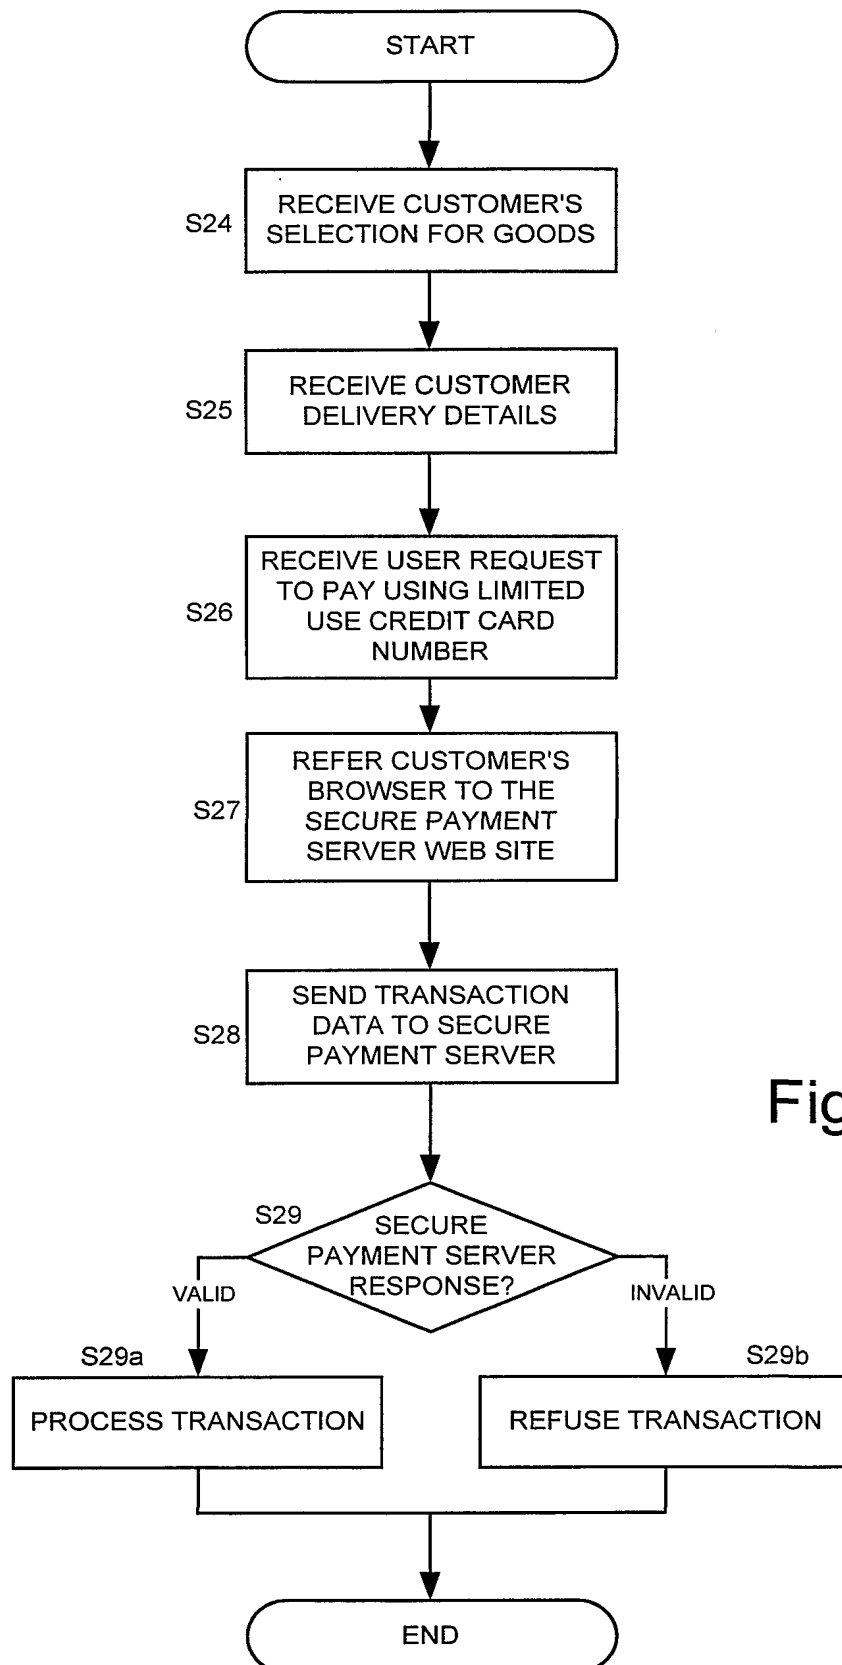 START
S24
RECEIVE CUSTOMER'S
SELECTION FOR GOODS
S25
RECEIVE CUSTOMER
DELIVERY DETAILS
S26
RECEIVE USER REQUEST
TO PAY USING LIMITED
USE CREDIT CARD
NUMBER
S27
REFER CUSTOMER'S
BROWSER TO THE
SECURE PAYMENT
SERVER WEB SITE
S28
SEND TRANSACTION
DATA TO SECURE
PAYMENT SERVER
Fig
S29
SECURE
PAYMENT SERVER
RESPONSE?
VALID
INVALID
S29a
S29b
PROCESS TRANSACTION
REFUSE TRANSACTION
END